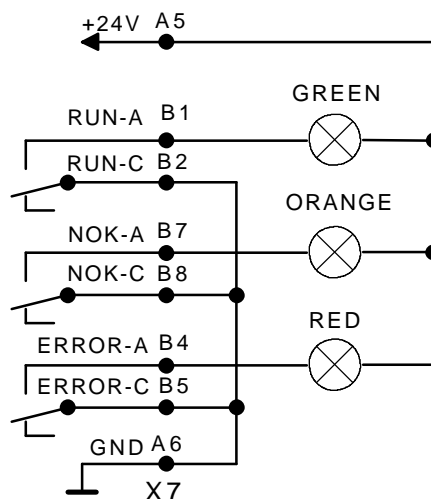 +24V A5
GREEN
RUN-A B1
RUN-C B2
ORANGE
NOK-A B7
NOK-C B8
RED
ERROR-A B4
ERROR-C B5
GND A6
X7